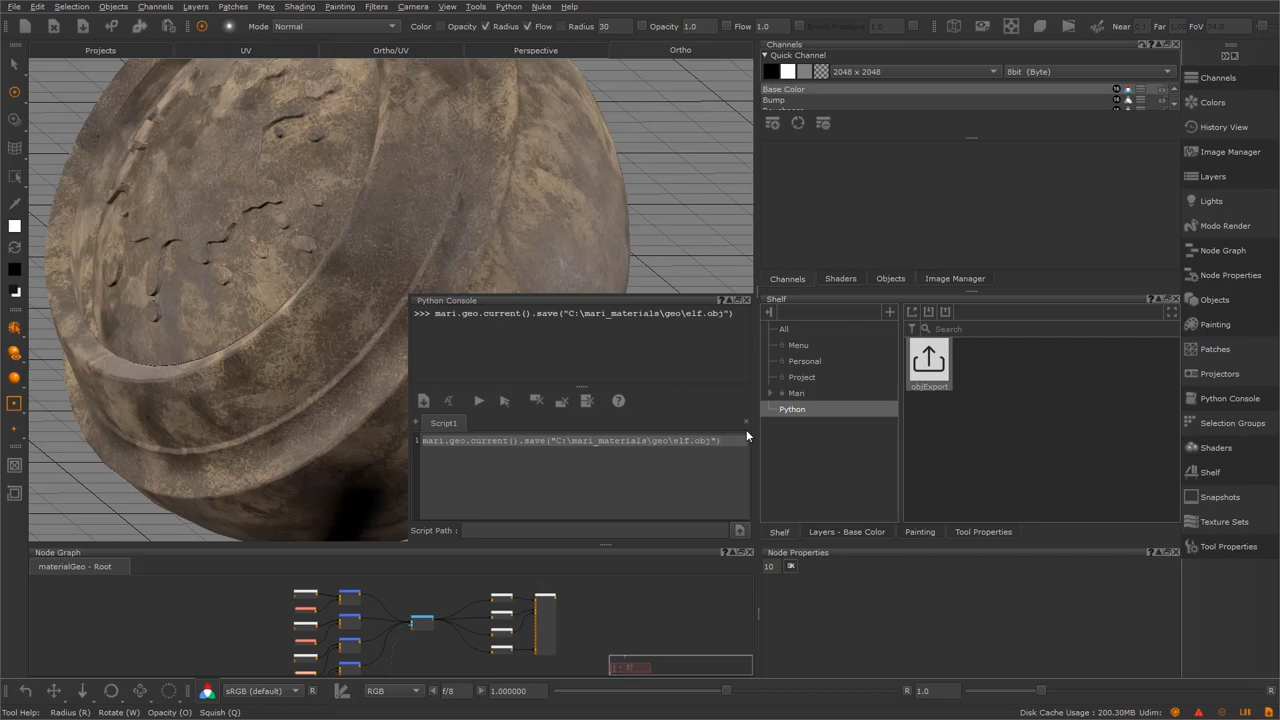 File Edit Selection Objects Channels Layers Patches Ptex Shading Painting Filters Camera View Tools Python Nuke Help
Mode Normal Color Opacity Radius Flow Radius 30 Opacity 1.0 Flow 1.0 Near Far FoV
Projects UV Ortho/UV Perspective Ortho
Channels
Quick Channel
2048 x 2048 8bit (Byte)
Base Color 16
Bump 16
Channels Shaders Objects Image Manager
Shelf
All
Menu
Personal
Project
Mari
Python
Search
objExport
Shelf Layers - Base Color Painting Tool Properties
Channels
Colors
History View
Image Manager
Layers
Lights
Modo Render
Node Graph
Node Properties
Objects
Painting
Patches
Projectors
Python Console
Selection Groups
Shaders
Shelf
Snapshots
Texture Sets
Tool Properties
Python Console
>>> mari.geo.current().save("C:\mari_materials\geo\elf.obj")
Script1
1 mari.geo.current().save("C:\mari_materials\geo\elf.obj")
Script Path :
Node Graph
materialGeo - Root
Node Properties
10
sRGB (default) R RGB f/8 1.000000 R 1.0 R
Tool Help: Radius (R) Rotate (W) Opacity (O) Squish (Q) Disk Cache Usage : 200.30MB Udim: